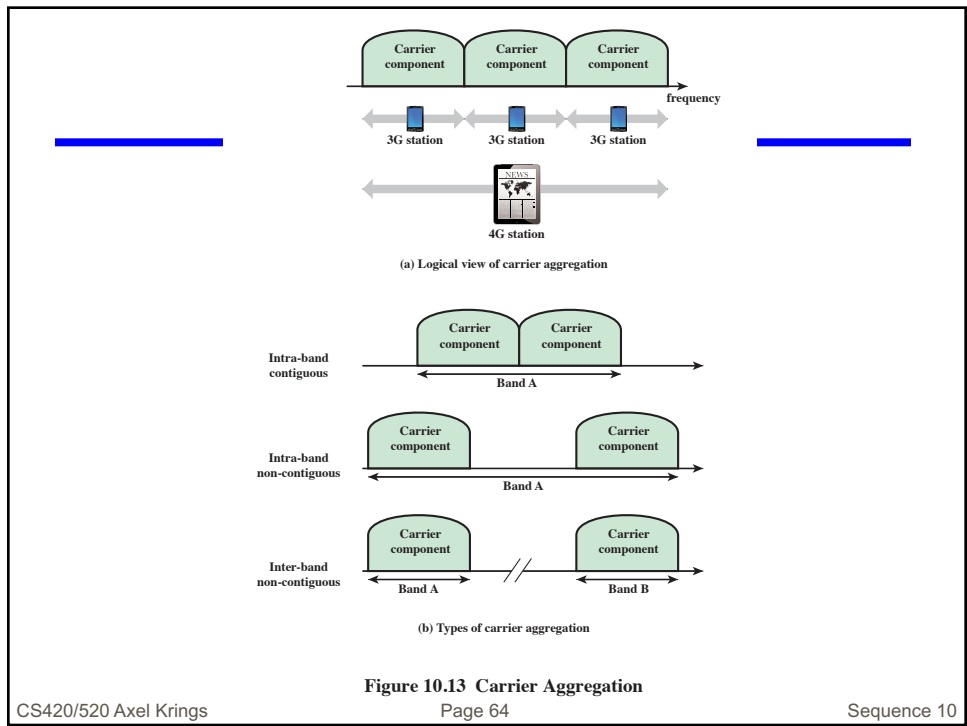 Carrier component
Carrier component
Carrier component
frequency
3G station
3G station
3G station
NEWS
4G station
(a) Logical view of carrier aggregation
Carrier component
Carrier component
Intra-band contiguous
Band A
Carrier component
Carrier component
Intra-band non-contiguous
Band A
Carrier component
Carrier component
Inter-band non-contiguous
Band A
Band B
(b) Types of carrier aggregation
Figure 10.13 Carrier Aggregation
CS420/520 Axel Krings
Page 64
Sequence 10